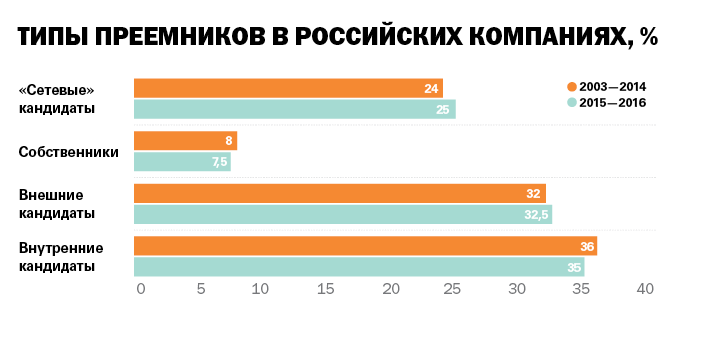 ТИПЫ ПРЕЕМНИКОВ В РОССИЙСКИХ КОМПАНИЯХ, %
2003—2014
2015—2016
«Сетевые»
кандидаты
24
25
Собственники
8
7,5
Внешние
кандидаты
32
32,5
Внутренние
кандидаты
36
35
0 5 10 15 20 25 30 35 40